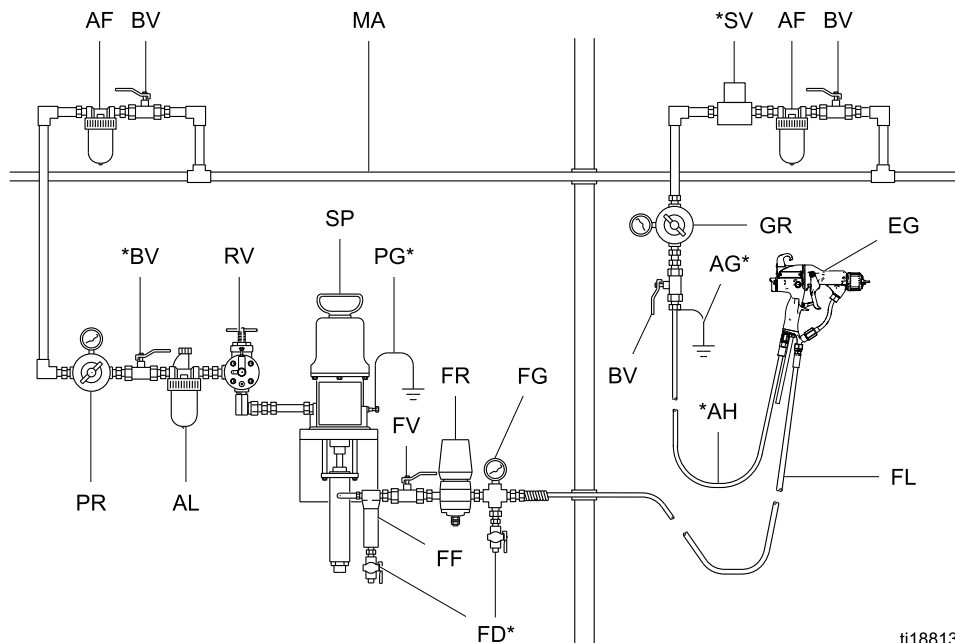 AF BV MA *SV AF BV
SP
*BV RV PG* GR EG
AG*
FR FG BV
FV *AH
PR AL FL
FF
FD*
ti18813